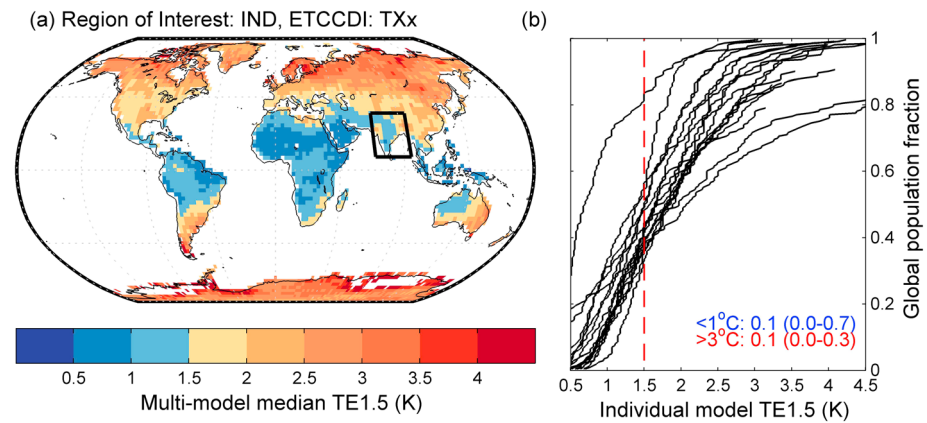 (a) Region of Interest: IND, ETCCDI: TXx
0.5 1 1.5 2 2.5 3 3.5 4
Multi-model median TE1.5 (K)
(b)
1
0.8
0.6
0.4
0.2
0
Global population fraction
<1°C: 0.1 (0.0-0.7)
>3°C: 0.1 (0.0-0.3)
0.5 1 1.5 2 2.5 3 3.5 4 4.5
Individual model TE1.5 (K)